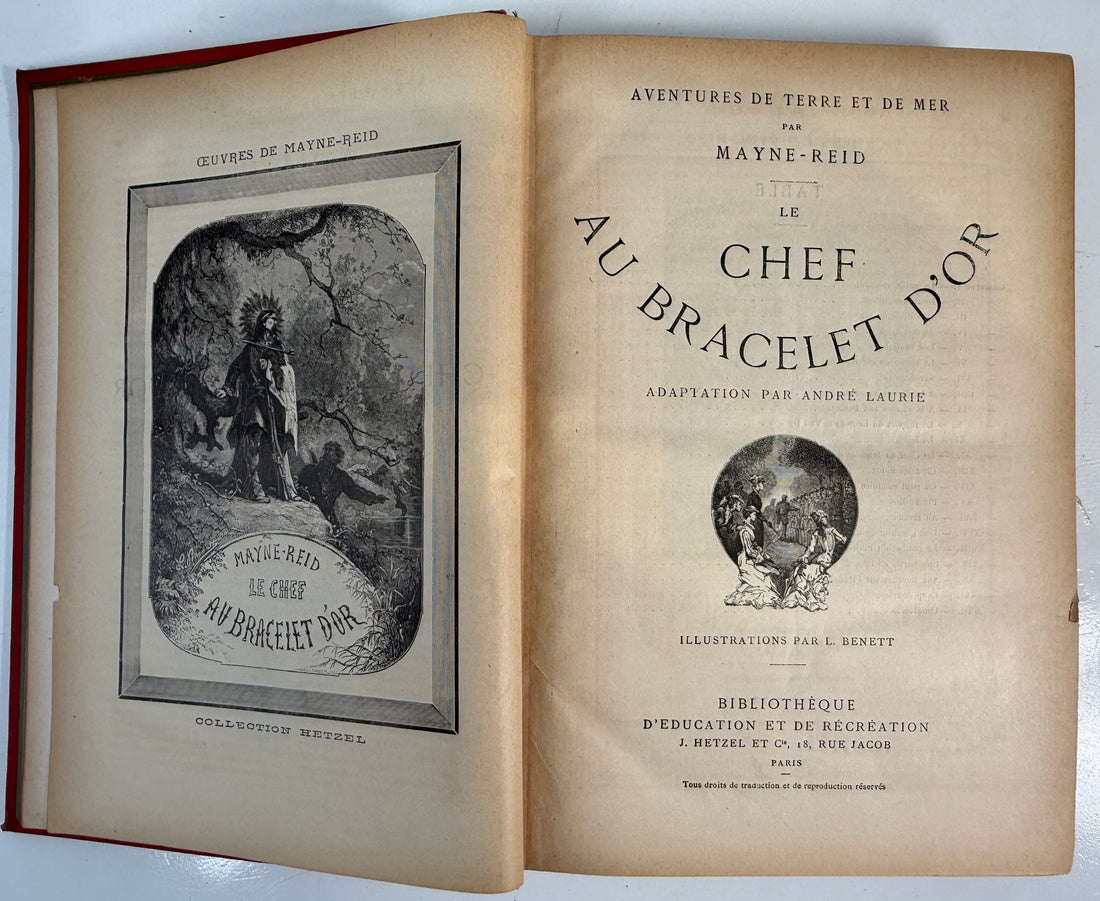 ŒUVRES DE MAYNE-REID
MAYNE-REID
LE CHEF
AU BRACELET D'OR
COLLECTION HETZEL
AVENTURES DE TERRE ET DE MER
PAR
MAYNE-REID
LE
CHEF
AU BRACELET D'OR
ADAPTATION PAR ANDRÉ LAURIE
ILLUSTRATIONS PAR L. BENETT
BIBLIOTHÈQUE
D'EDUCATION ET DE RÉCRÉATION
J. HETZEL ET Cie, 18, RUE JACOB
PARIS
Tous droits de traduction et de reproduction réservés